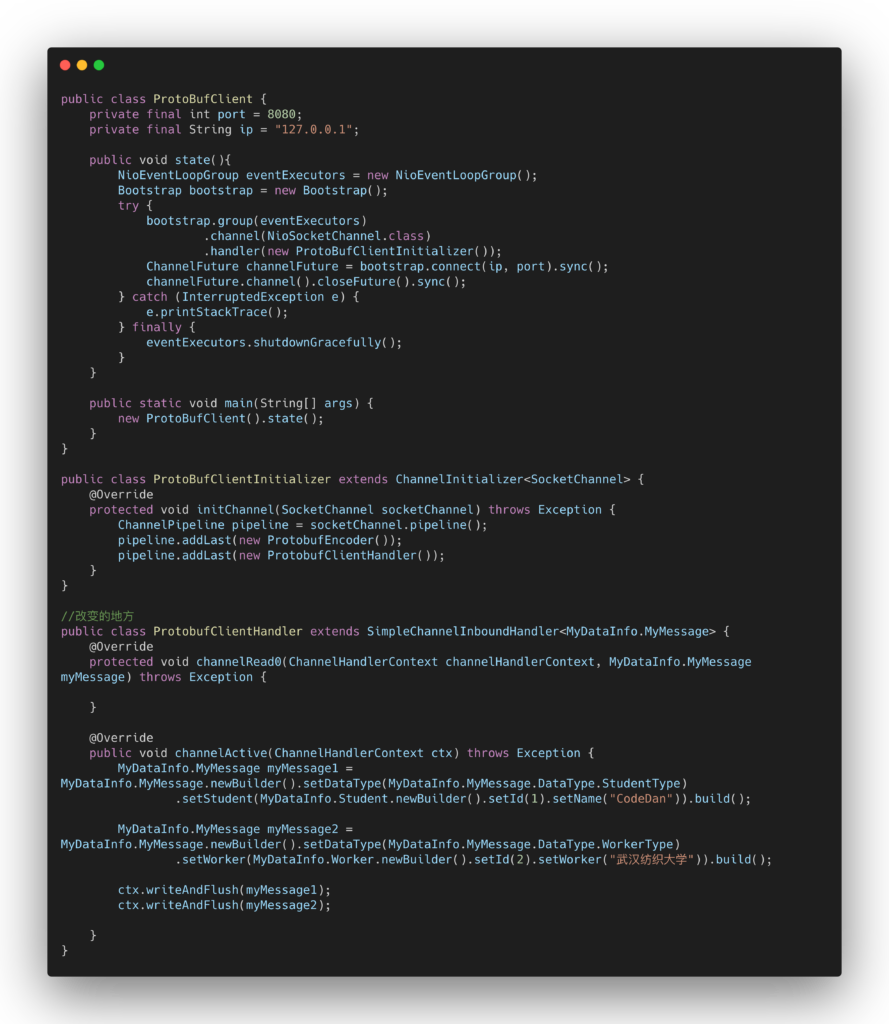 public class ProtoBufClient {
    private final int port = 8080;
    private final String ip = "127.0.0.1";

    public void state(){
        NioEventLoopGroup eventExecutors = new NioEventLoopGroup();
        Bootstrap bootstrap = new Bootstrap();
        try {
            bootstrap.group(eventExecutors)
                    .channel(NioSocketChannel.class)
                    .handler(new ProtoBufClientInitializer());
            ChannelFuture channelFuture = bootstrap.connect(ip, port).sync();
            channelFuture.channel().closeFuture().sync();
        } catch (InterruptedException e) {
            e.printStackTrace();
        } finally {
            eventExecutors.shutdownGracefully();
        }
    }

    public static void main(String[] args) {
        new ProtoBufClient().state();
    }
}

public class ProtoBufClientInitializer extends ChannelInitializer<SocketChannel> {
    @Override
    protected void initChannel(SocketChannel socketChannel) throws Exception {
        ChannelPipeline pipeline = socketChannel.pipeline();
        pipeline.addLast(new ProtobufEncoder());
        pipeline.addLast(new ProtobufClientHandler());
    }
}

//改变的地方
public class ProtobufClientHandler extends SimpleChannelInboundHandler<MyDataInfo.MyMessage> {
    @Override
    protected void channelRead0(ChannelHandlerContext channelHandlerContext, MyDataInfo.MyMessage
myMessage) throws Exception {

    }

    @Override
    public void channelActive(ChannelHandlerContext ctx) throws Exception {
        MyDataInfo.MyMessage myMessage1 =
MyDataInfo.MyMessage.newBuilder().setDataType(MyDataInfo.MyMessage.DataType.StudentType)
                .setStudent(MyDataInfo.Student.newBuilder().setId(1).setName("CodeDan")).build();

        MyDataInfo.MyMessage myMessage2 =
MyDataInfo.MyMessage.newBuilder().setDataType(MyDataInfo.MyMessage.DataType.WorkerType)
                .setWorker(MyDataInfo.Worker.newBuilder().setId(2).setWorker("武汉纺织大学")).build();

        ctx.writeAndFlush(myMessage1);
        ctx.writeAndFlush(myMessage2);

    }
}